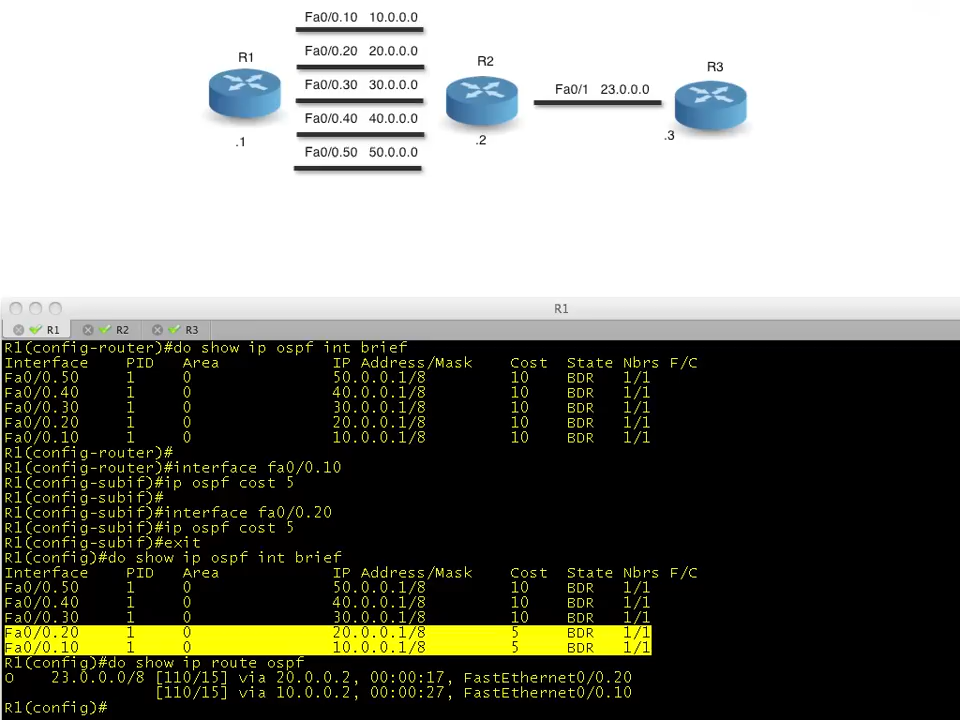 Fa0/0.10 10.0.0.0
Fa0/0.20 20.0.0.0
R1
R2
R3
Fa0/0.30 30.0.0.0
Fa0/1 23.0.0.0
Fa0/0.40 40.0.0.0
.1
.2
.3
Fa0/0.50 50.0.0.0
R1
R1 R2 R3
R1(config-router)#do show ip ospf int brief
Interface PID Area IP Address/Mask Cost State Nbrs F/C
Fa0/0.50 1 0 50.0.0.1/8 10 BDR 1/1
Fa0/0.40 1 0 40.0.0.1/8 10 BDR 1/1
Fa0/0.30 1 0 30.0.0.1/8 10 BDR 1/1
Fa0/0.20 1 0 20.0.0.1/8 10 BDR 1/1
Fa0/0.10 1 0 10.0.0.1/8 10 BDR 1/1
R1(config-router)#
R1(config-router)#interface fa0/0.10
R1(config-subif)#ip ospf cost 5
R1(config-subif)#
R1(config-subif)#interface fa0/0.20
R1(config-subif)#ip ospf cost 5
R1(config-subif)#exit
R1(config)#do show ip ospf int brief
Interface PID Area IP Address/Mask Cost State Nbrs F/C
Fa0/0.50 1 0 50.0.0.1/8 10 BDR 1/1
Fa0/0.40 1 0 40.0.0.1/8 10 BDR 1/1
Fa0/0.30 1 0 30.0.0.1/8 10 BDR 1/1
Fa0/0.20 1 0 20.0.0.1/8 5 BDR 1/1
Fa0/0.10 1 0 10.0.0.1/8 5 BDR 1/1
R1(config)#do show ip route ospf
O 23.0.0.0/8 [110/15] via 20.0.0.2, 00:00:17, FastEthernet0/0.20
[110/15] via 10.0.0.2, 00:00:27, FastEthernet0/0.10
R1(config)#